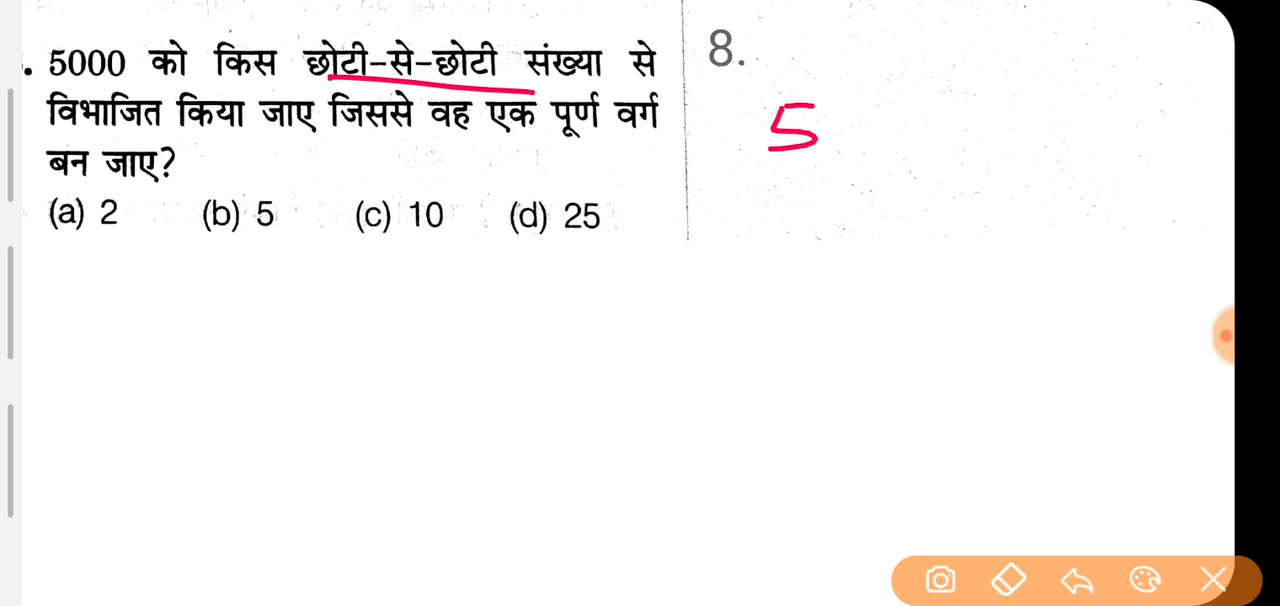 . 5000 को किस छोटी-से-छोटी संख्या से
विभाजित किया जाए जिससे वह एक पूर्ण वर्ग
बन जाए?
(a) 2 (b) 5 (c) 10 (d) 25
8.
5